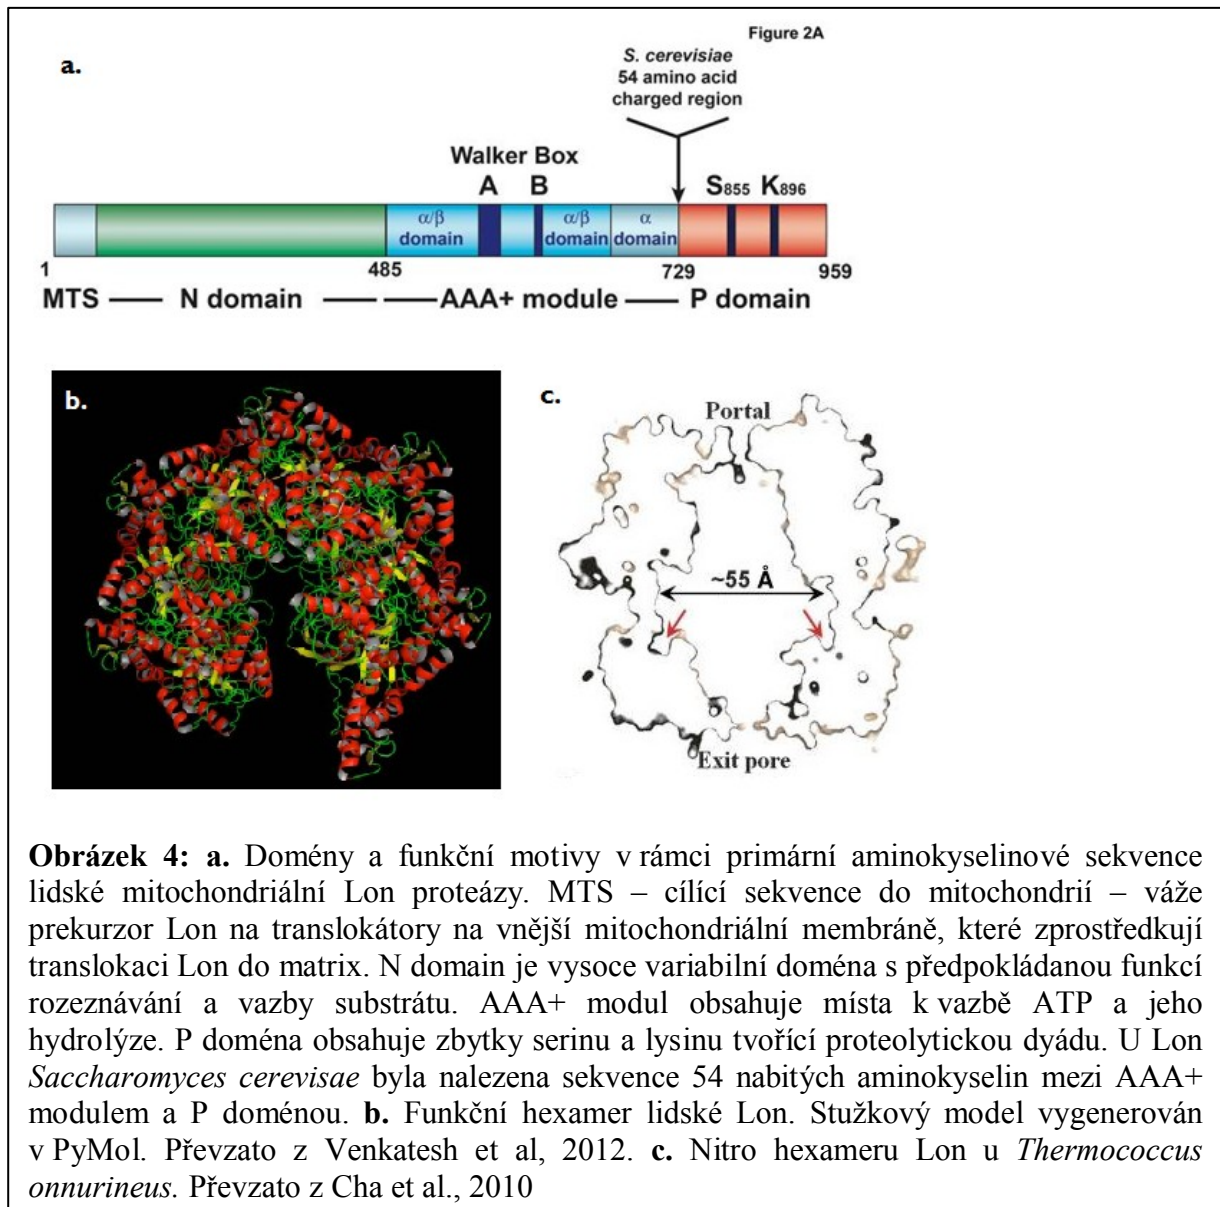 Figure 2A
a.
S. cerevisiae
54 amino acid
charged region
Walker Box
A B S855 K896
α/β domain α/β domain α domain
1 485 729 959
MTS N domain AAA+ module P domain
b.
c.
Portal
~55 Å
Exit pore
Obrázek 4: a. Domény a funkční motivy v rámci primární aminokyselinové sekvence
lidské mitochondriální Lon proteázy. MTS – cílící sekvence do mitochondrií – váže
prekurzor Lon na translokátory na vnější mitochondriální membráně, které zprostředkují
translokaci Lon do matrix. N domain je vysoce variabilní doména s předpokládanou funkcí
rozeznávání a vazby substrátu. AAA+ modul obsahuje místa k vazbě ATP a jeho
hydrolýze. P doména obsahuje zbytky serinu a lysinu tvořící proteolytickou dyádu. U Lon
Saccharomyces cerevisae byla nalezena sekvence 54 nabitých aminokyselin mezi AAA+
modulem a P doménou. b. Funkční hexamer lidské Lon. Stužkový model vygenerován
v PyMol. Převzato z Venkatesh et al, 2012. c. Nitro hexameru Lon u Thermococcus
onnurineus. Převzato z Cha et al., 2010